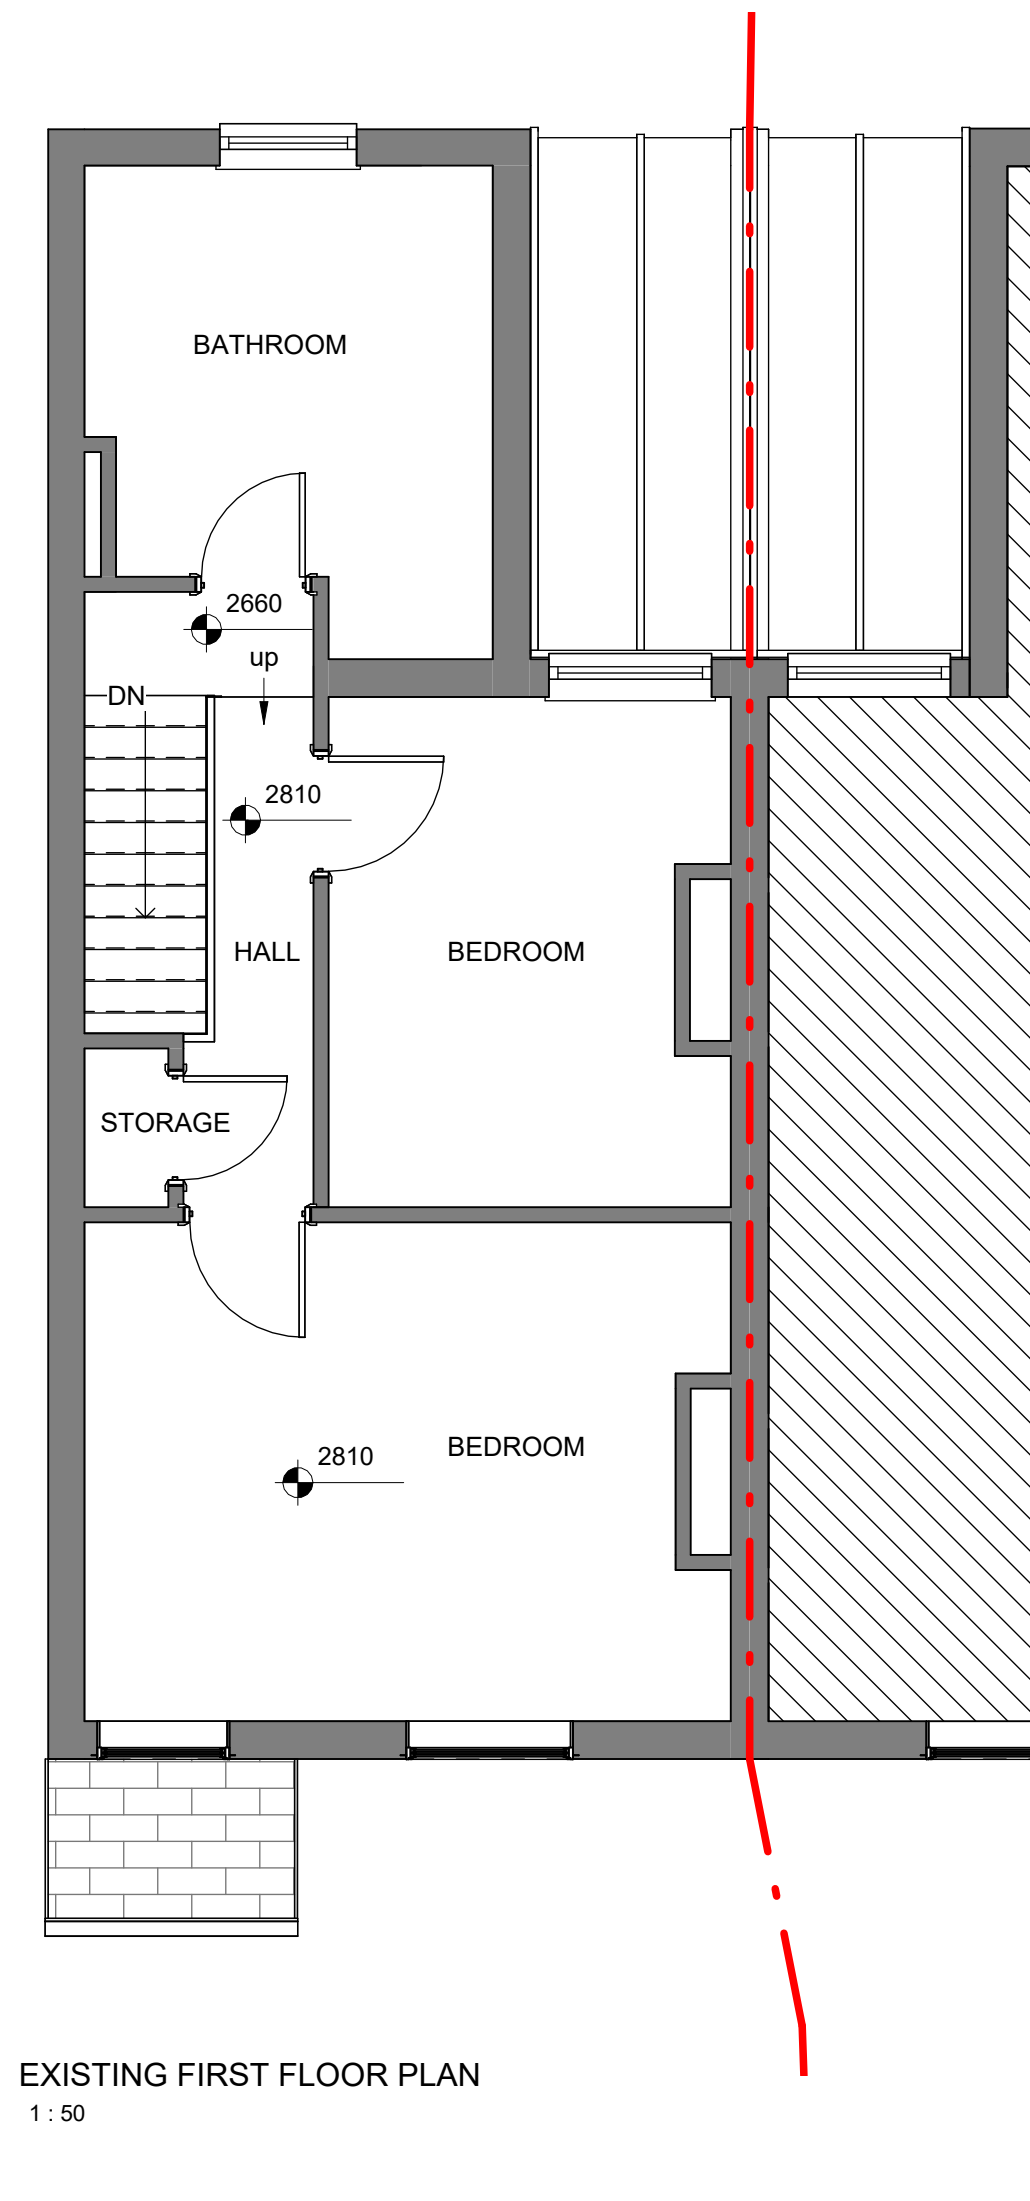 BATHROOM
2660
up
DN
2810
HALL
BEDROOM
STORAGE
BEDROOM
2810
EXISTING FIRST FLOOR PLAN
1 : 50